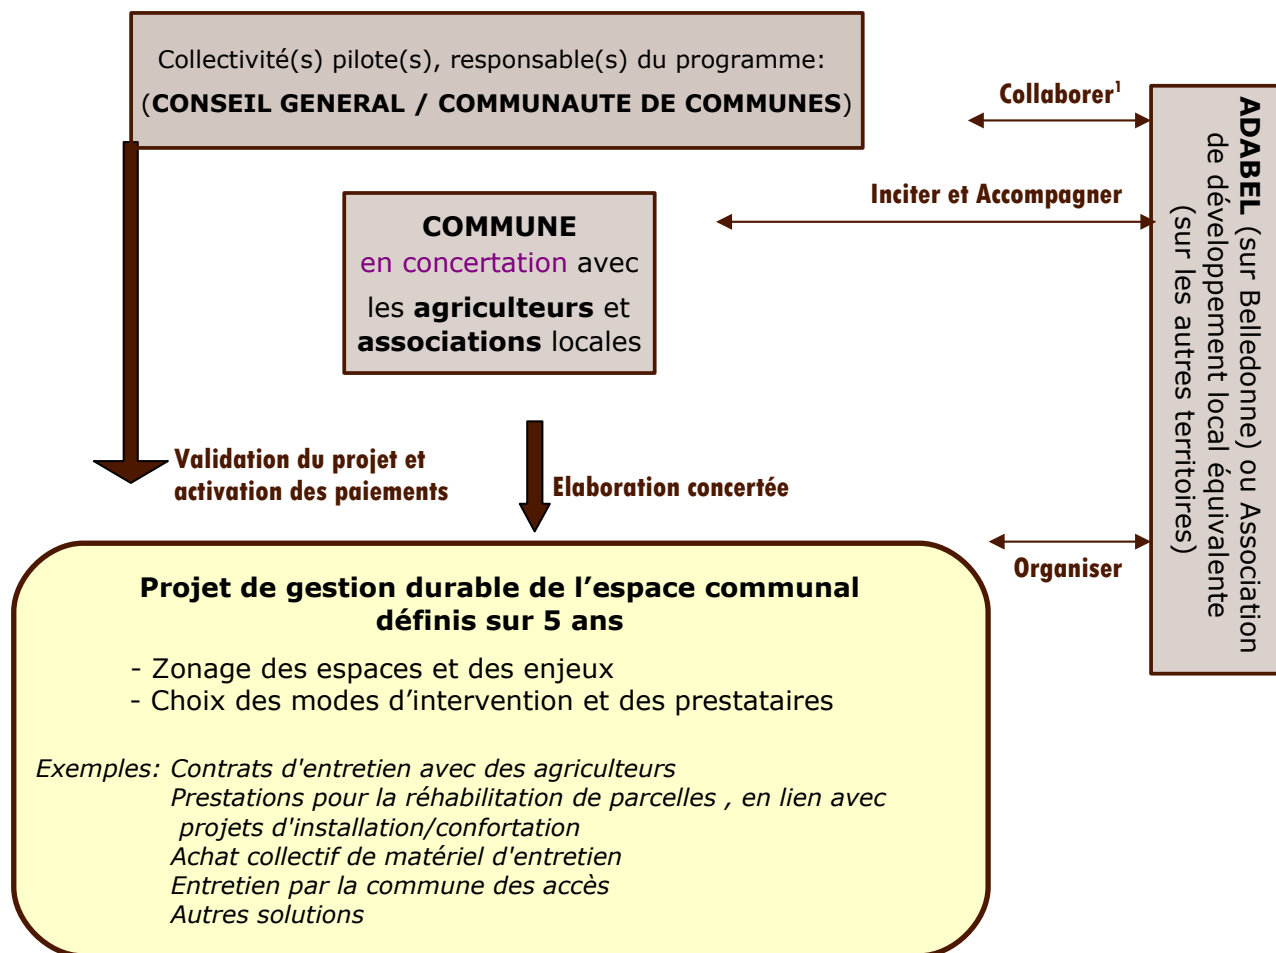 Collectivité(s) pilote(s), responsable(s) du programme:
(CONSEIL GENERAL / COMMUNAUTE DE COMMUNES)
Collaborer¹
Inciter et Accompagner
COMMUNE
en concertation avec
les agriculteurs et
associations locales
ADABEL (sur Belledonne) ou Association
de développement local équivalente
(sur les autres territoires)
Validation du projet et
activation des paiements
Elaboration concertée
Organiser
Projet de gestion durable de l’espace communal
définis sur 5 ans
- Zonage des espaces et des enjeux
- Choix des modes d’intervention et des prestataires
Exemples: Contrats d'entretien avec des agriculteurs
Prestations pour la réhabilitation de parcelles , en lien avec
projets d'installation/confortation
Achat collectif de matériel d'entretien
Entretien par la commune des accès
Autres solutions